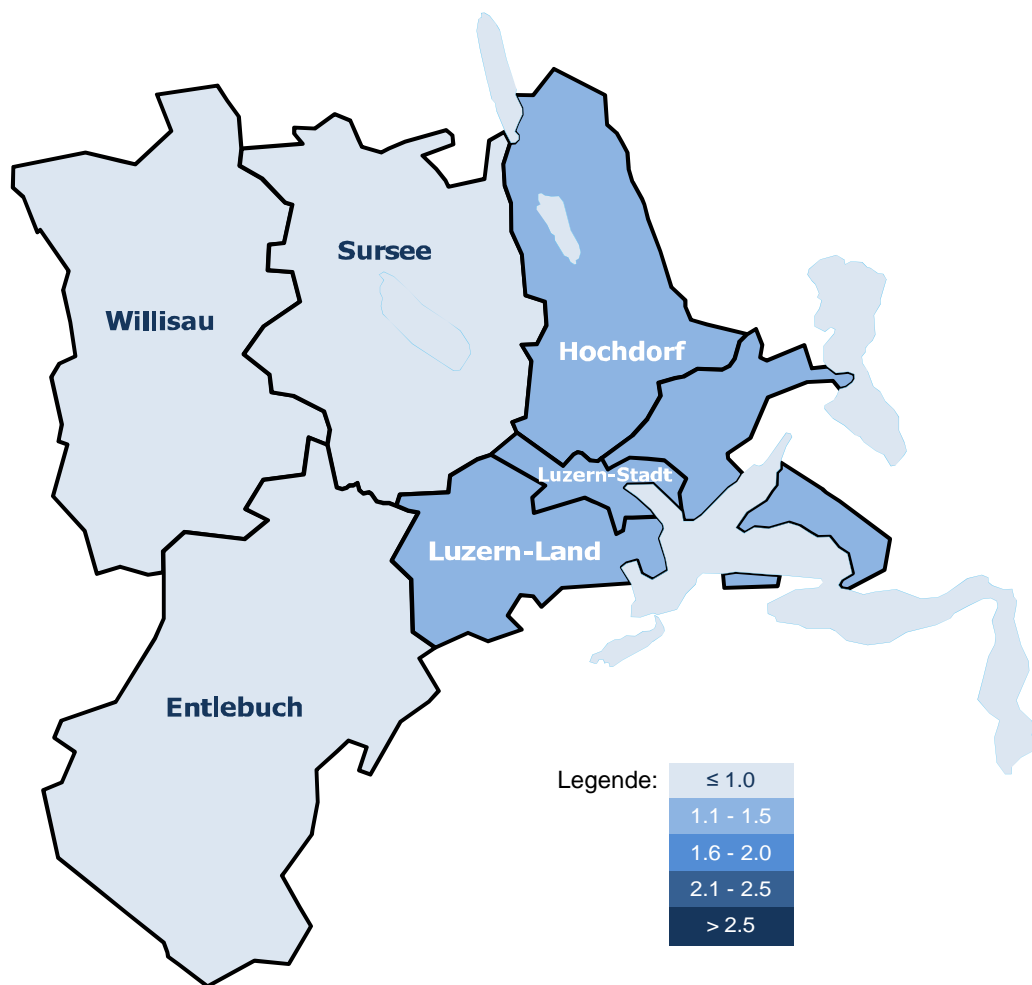 Sursee
Willisau
Hochdorf
Luzern-Stadt
Luzern-Land
Entlebuch
Legende:
≤ 1.0
1.1 - 1.5
1.6 - 2.0
2.1 - 2.5
> 2.5